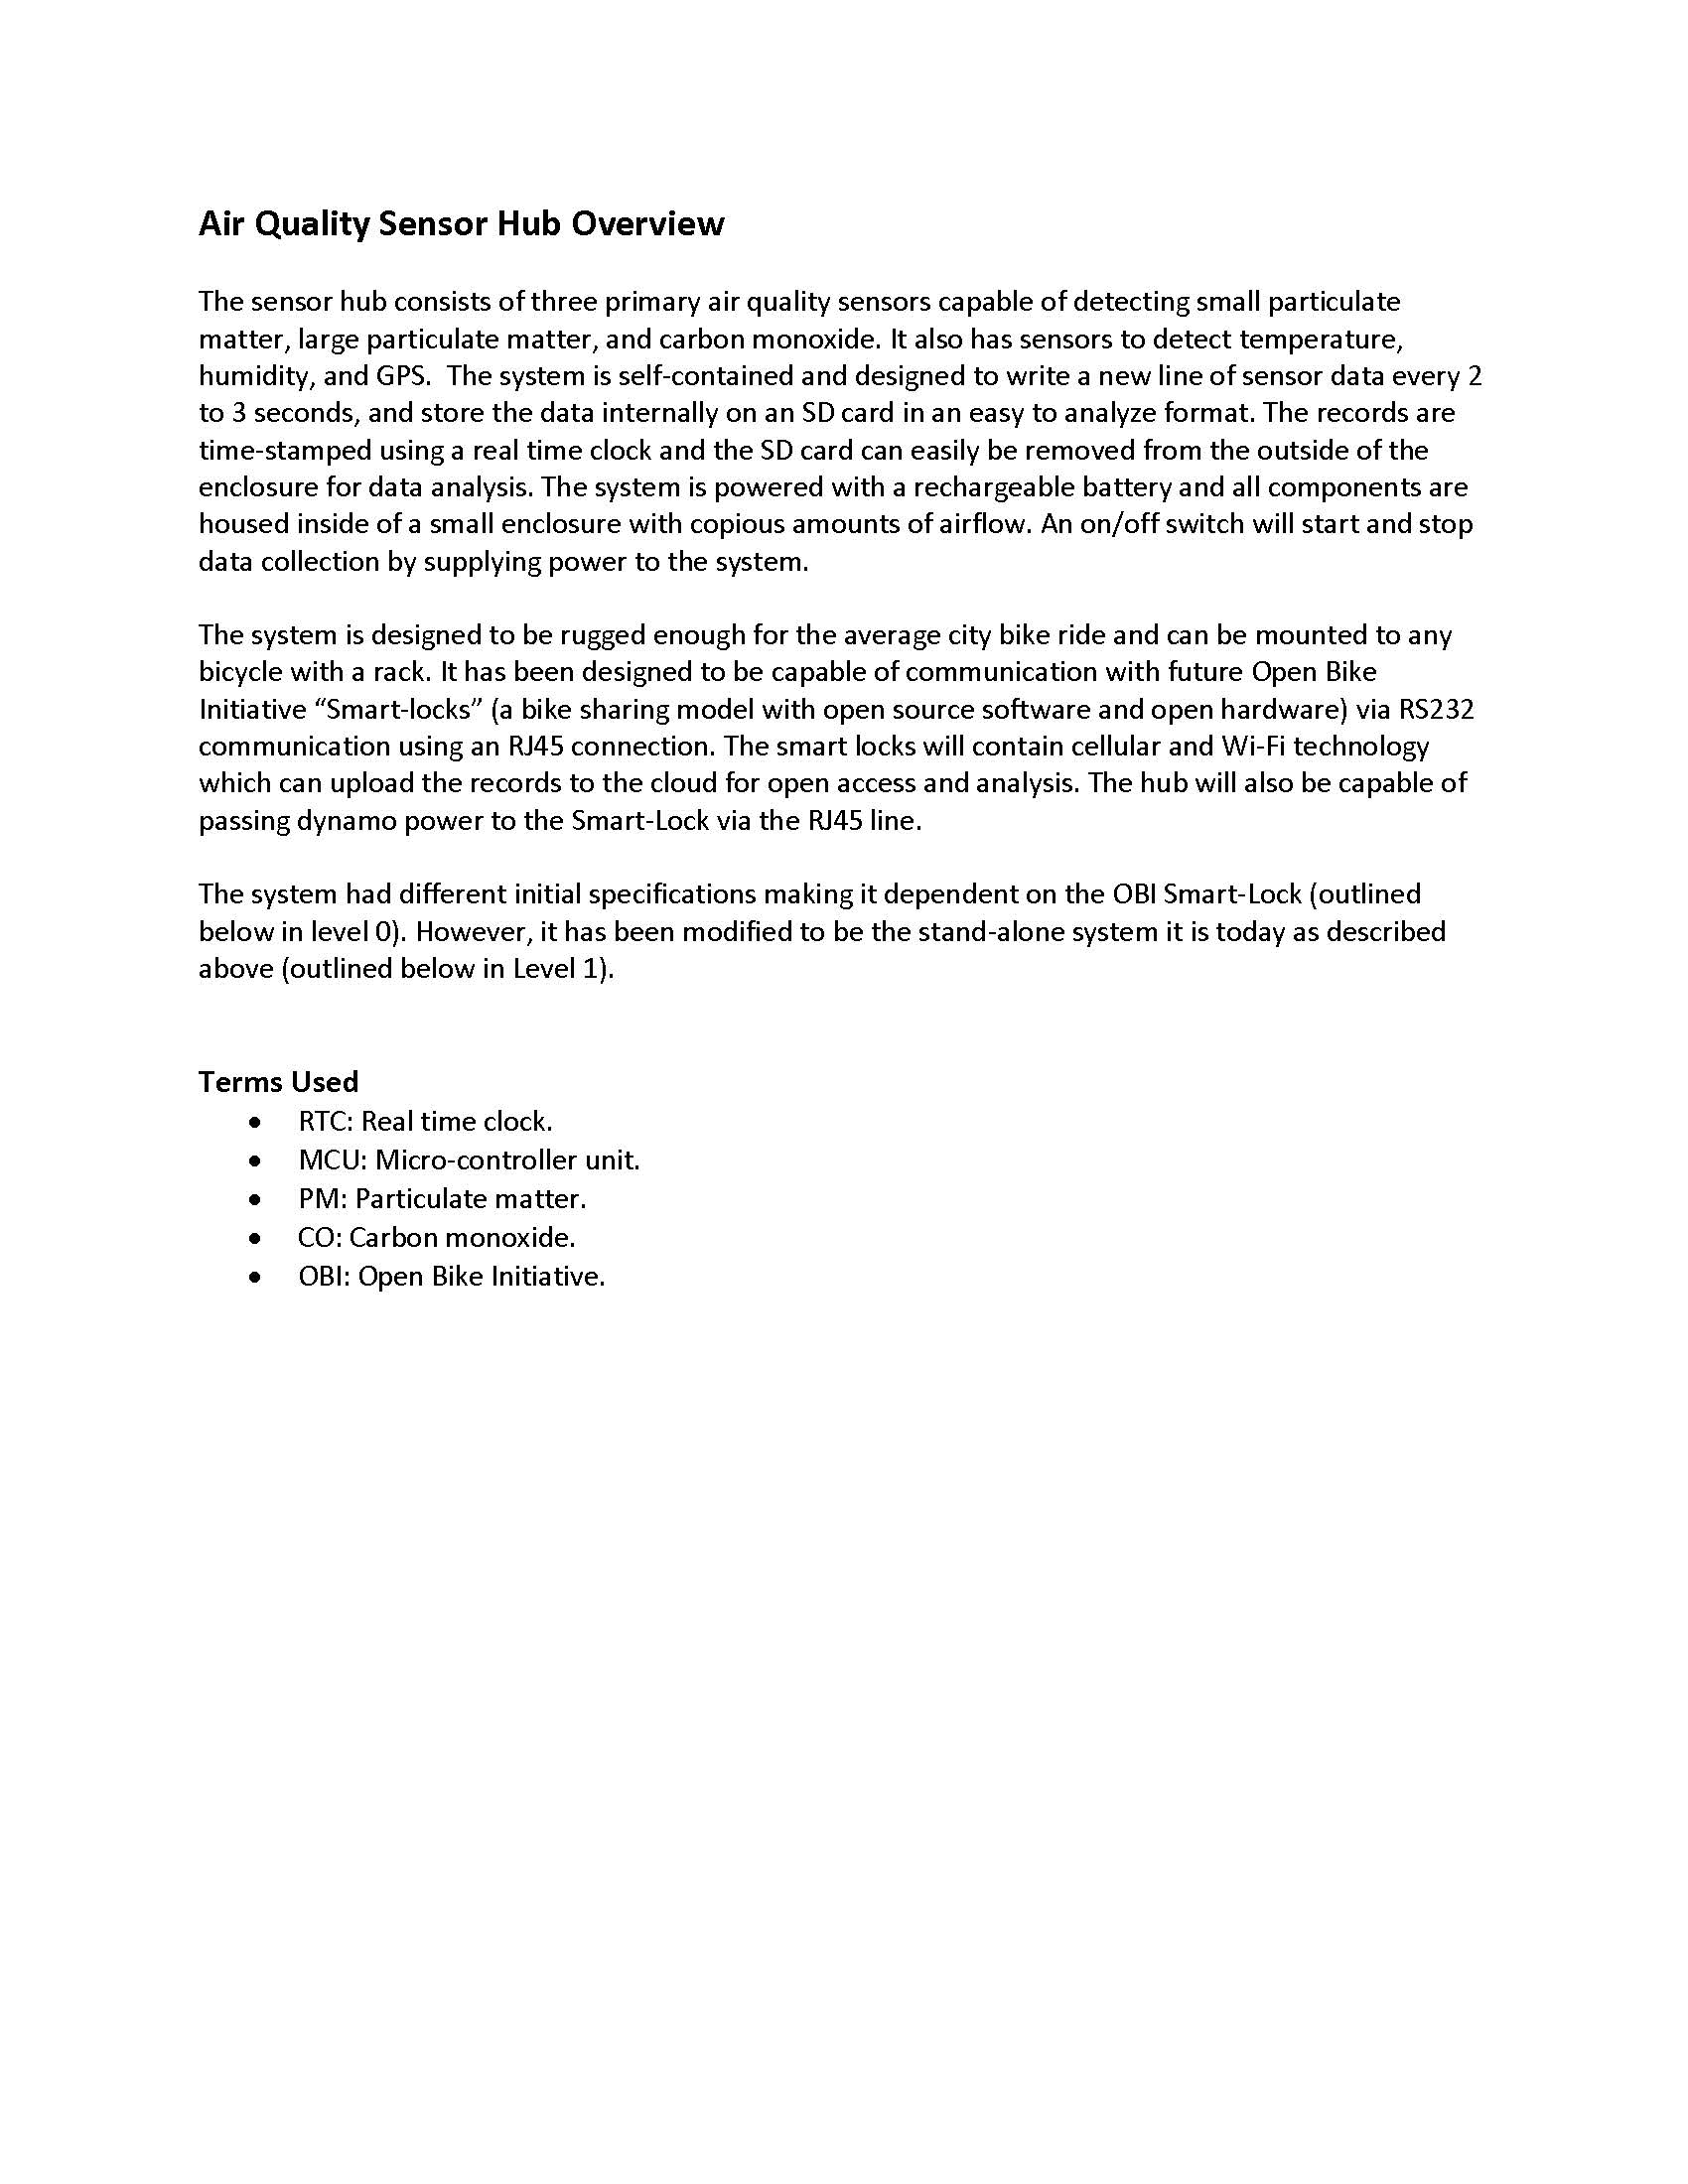 Air Quality Sensor Hub Overview
The sensor hub consists of three primary air quality sensors capable of detecting small particulate
matter, large particulate matter, and carbon monoxide. It also has sensors to detect temperature,
humidity, and GPS.  The system is self-contained and designed to write a new line of sensor data every 2
to 3 seconds, and store the data internally on an SD card in an easy to analyze format. The records are
time-stamped using a real time clock and the SD card can easily be removed from the outside of the
enclosure for data analysis. The system is powered with a rechargeable battery and all components are
housed inside of a small enclosure with copious amounts of airflow. An on/off switch will start and stop
data collection by supplying power to the system.
The system is designed to be rugged enough for the average city bike ride and can be mounted to any
bicycle with a rack. It has been designed to be capable of communication with future Open Bike
Initiative “Smart-locks” (a bike sharing model with open source software and open hardware) via RS232
communication using an RJ45 connection. The smart locks will contain cellular and Wi-Fi technology
which can upload the records to the cloud for open access and analysis. The hub will also be capable of
passing dynamo power to the Smart-Lock via the RJ45 line.
The system had different initial specifications making it dependent on the OBI Smart-Lock (outlined
below in level 0). However, it has been modified to be the stand-alone system it is today as described
above (outlined below in Level 1).
Terms Used
• RTC: Real time clock.
• MCU: Micro-controller unit.
• PM: Particulate matter.
• CO: Carbon monoxide.
• OBI: Open Bike Initiative.